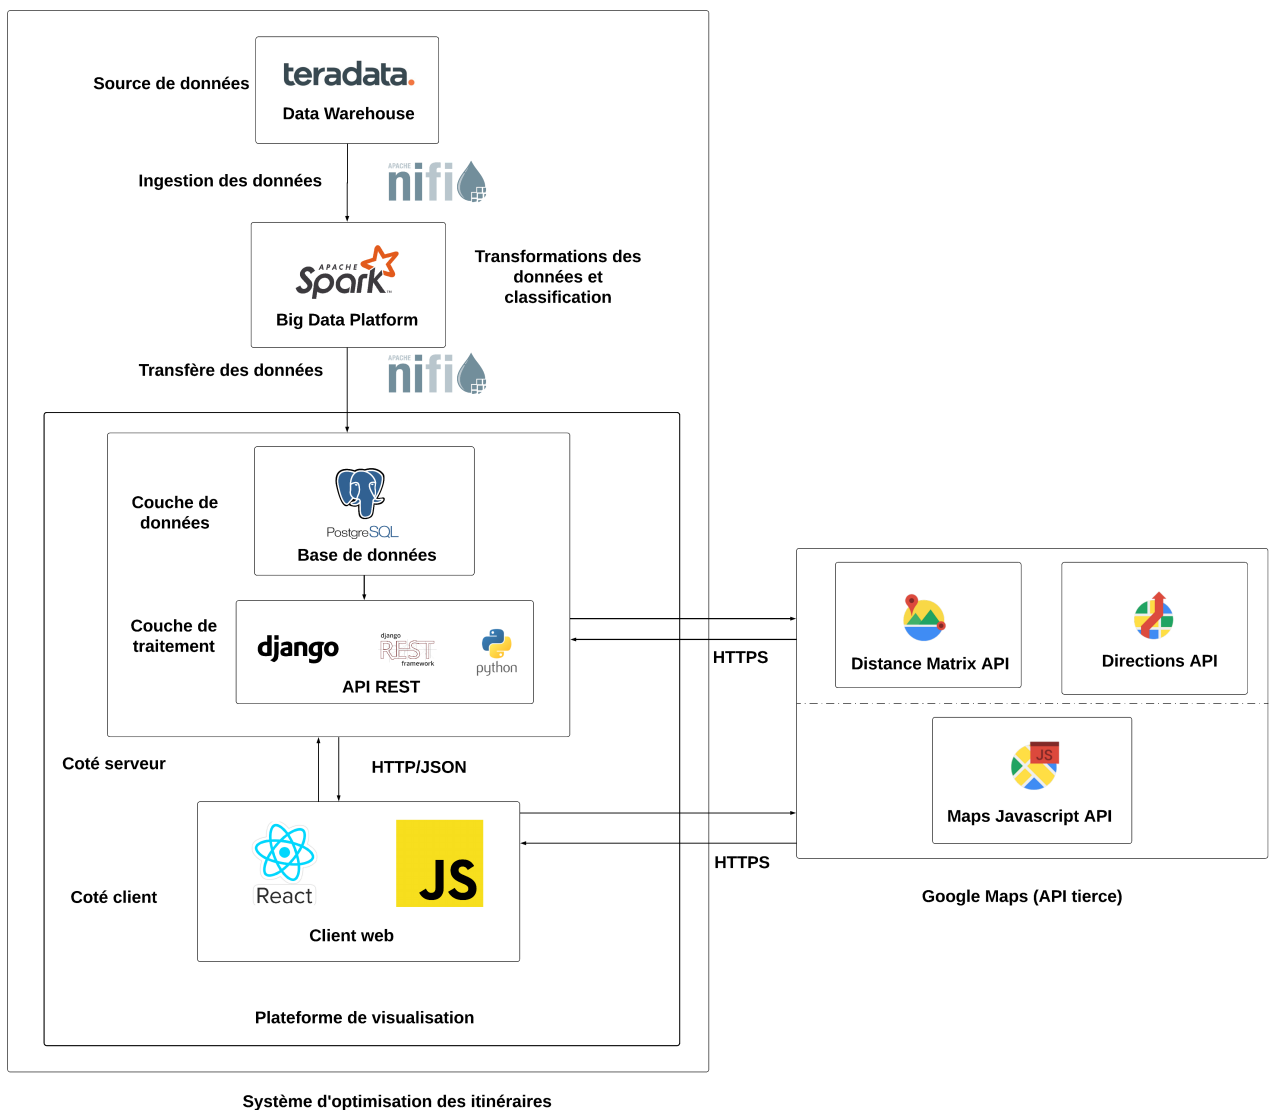 teradata.
Source de données
Data Warehouse
Ingestion des données
APACHE
nifi
Transformations des
données et
classification
APACHE
Spark
TM
Big Data Platform
Transfère des données
APACHE
nifi
Couche de
données
PostgreSQL
Base de données
Couche de
traitement
django
django
REST
framework
python
API REST
HTTPS
Distance Matrix API
Directions API
Coté serveur
HTTP/JSON
JS
Maps Javascript API
React
JS
HTTPS
Coté client
Google Maps (API tierce)
Client web
Plateforme de visualisation
Système d'optimisation des itinéraires